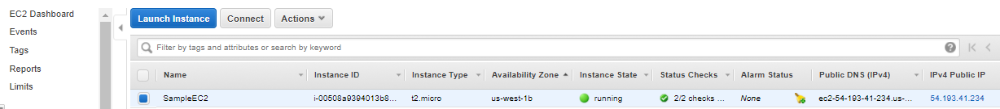 EC2 Dashboard
Events
Tags
Reports
Limits
Launch Instance Connect Actions
Filter by tags and attributes or search by keyword
Name Instance ID Instance Type Availability Zone Instance State Status Checks Alarm Status Public DNS (IPv4) IPv4 Public IP
SampleEC2 i-00508a9394013b8... t2.micro us-west-1b running 2/2 checks ... None ec2-54-193-41-234.us-... 54.193.41.234